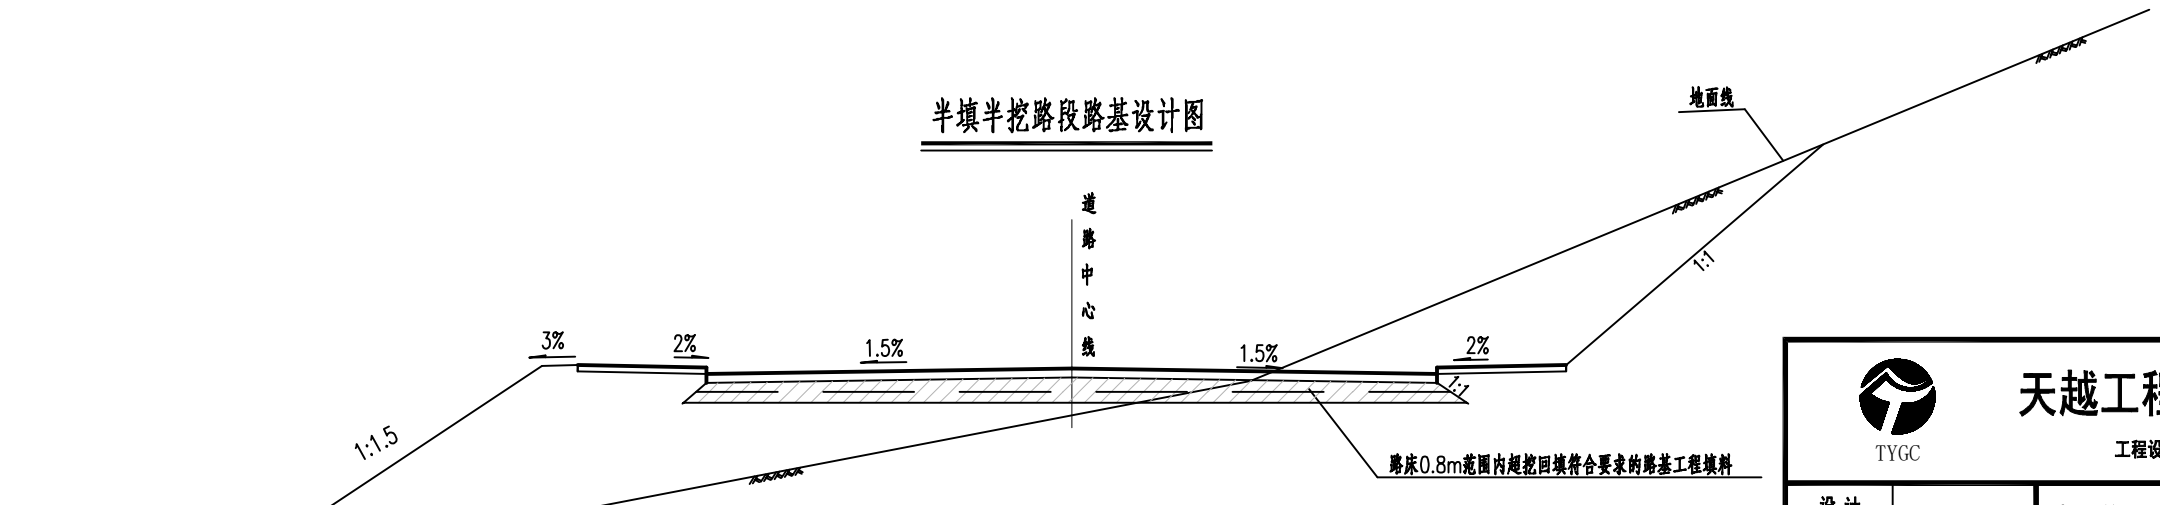 半填半挖路段路基设计图
地面线
道路中心线
1:1
3%
2%
1.5%
1.5%
2%
1:1
1:1.5
路床0.8m范围内超挖回填符合要求的路基工程填料
天越工程
TYGC
工程设
设 计